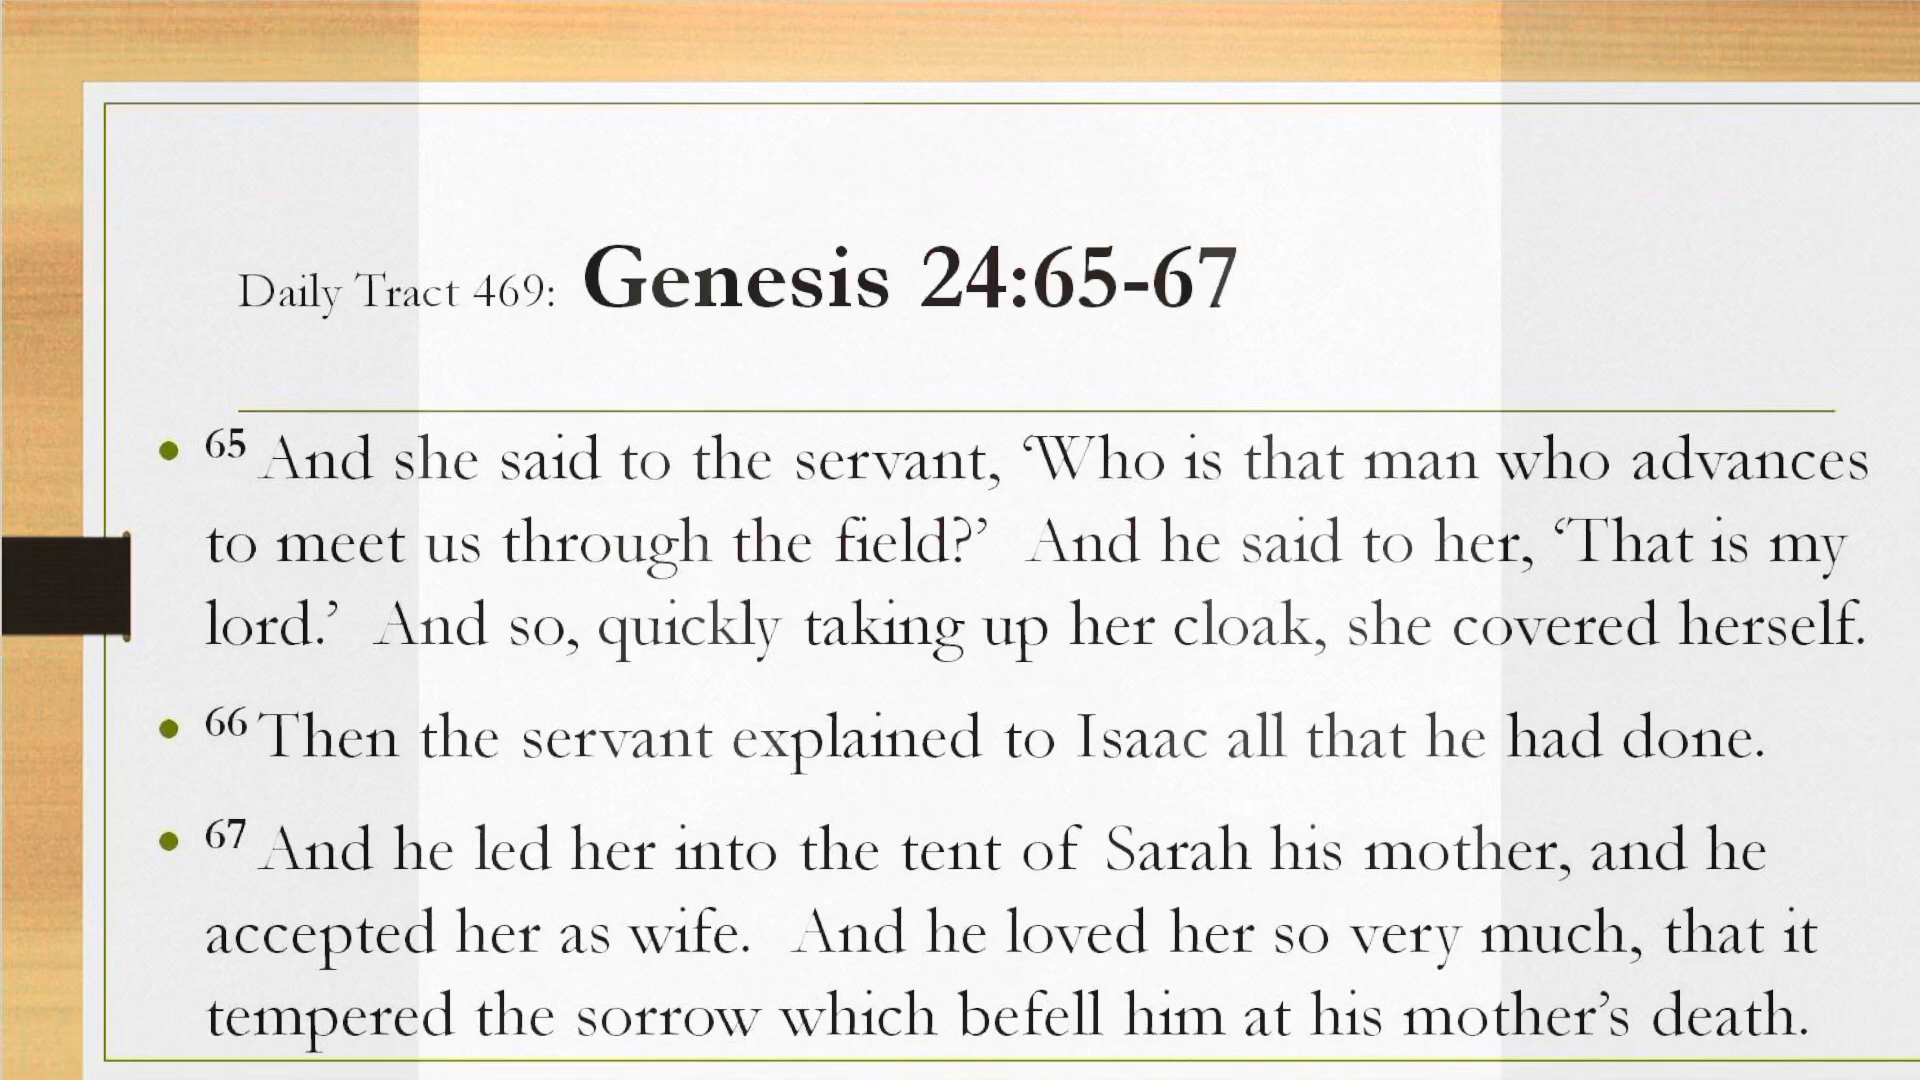 Daily Tract 469: Genesis 24:65-67
• 65 And she said to the servant, ‘Who is that man who advances
to meet us through the field?’ And he said to her, ‘That is my
lord.’ And so, quickly taking up her cloak, she covered herself.
• 66 Then the servant explained to Isaac all that he had done.
• 67 And he led her into the tent of Sarah his mother, and he
accepted her as wife. And he loved her so very much, that it
tempered the sorrow which befell him at his mother’s death.